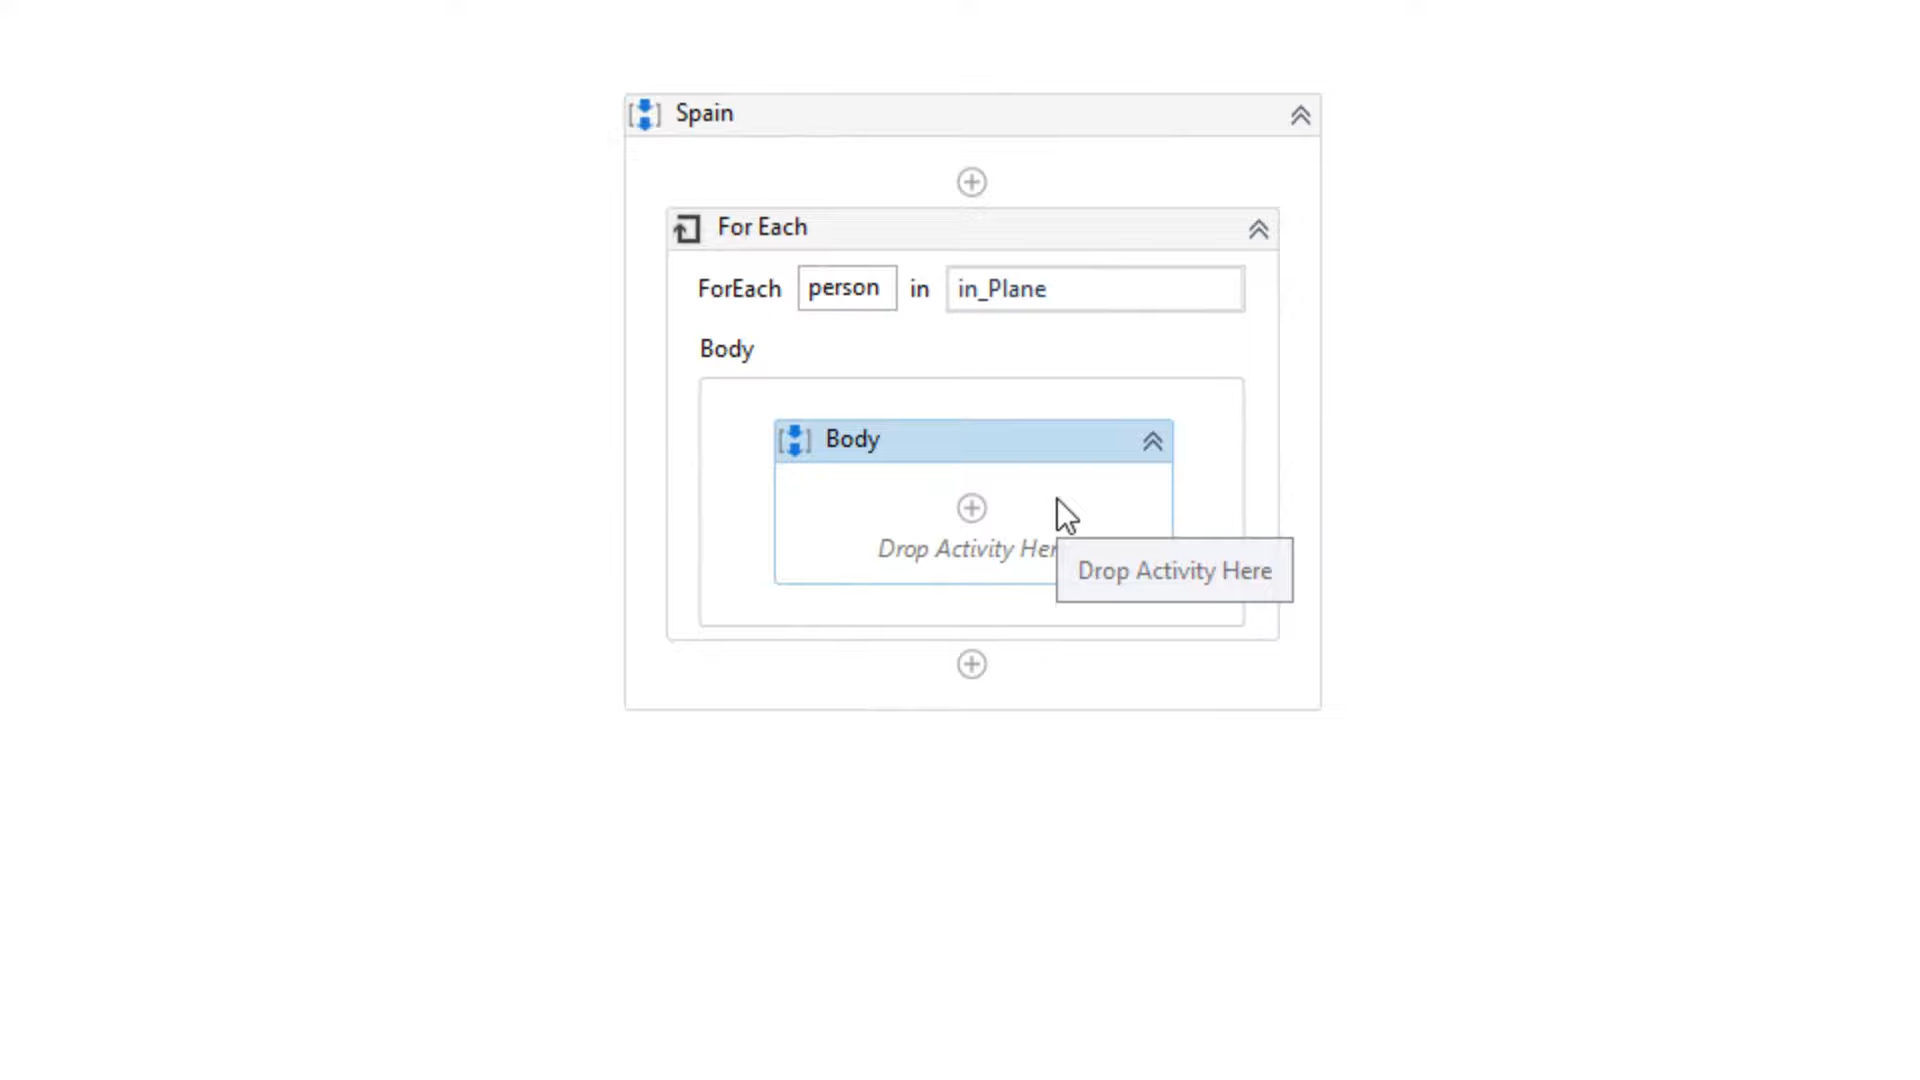 Spain
For Each
ForEach person in in_Plane
Body
Body
Drop Activity Her
Drop Activity Here